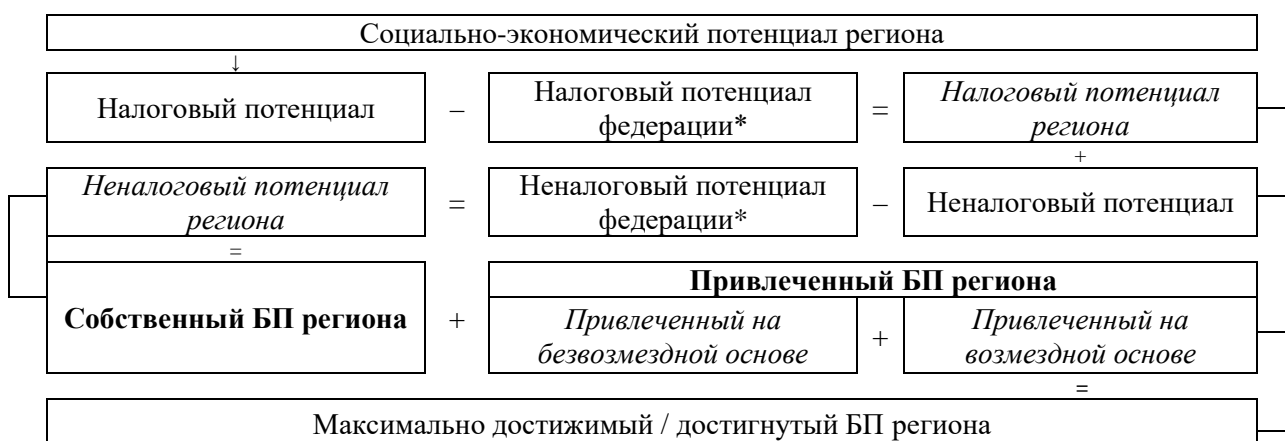 Социально-экономический потенциал региона
↓
Налоговый потенциал – Налоговый потенциал федерации* = Налоговый потенциал региона
+
Неналоговый потенциал региона = Неналоговый потенциал федерации* – Неналоговый потенциал
=
Собственный БП региона + Привлеченный БП региона
Привлеченный на безвозмездной основе + Привлеченный на возмездной основе
=
Максимально достижимый / достигнутый БП региона